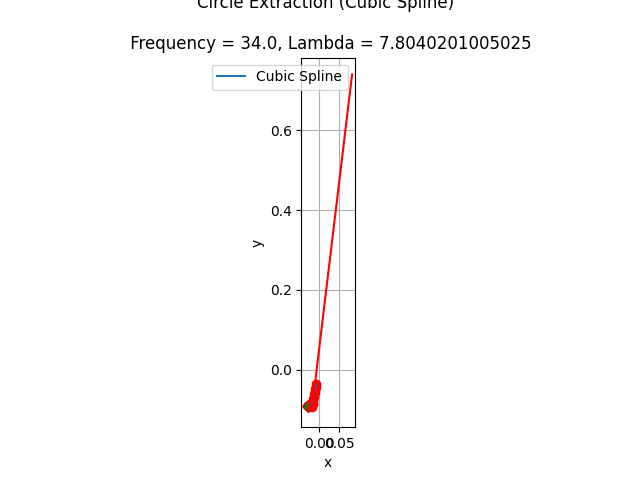 Circle Extraction (Cubic Spline)
Frequency = 34.0, Lambda = 7.8040201005025
Cubic Spline
0.6
0.4
0.2
0.0
y
0.00
0.05
x